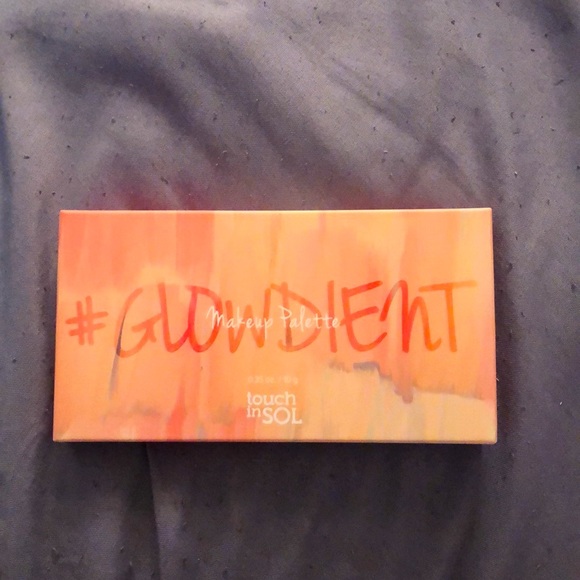 #GLOWDIENT
Makeup Palette
touch
in SOL